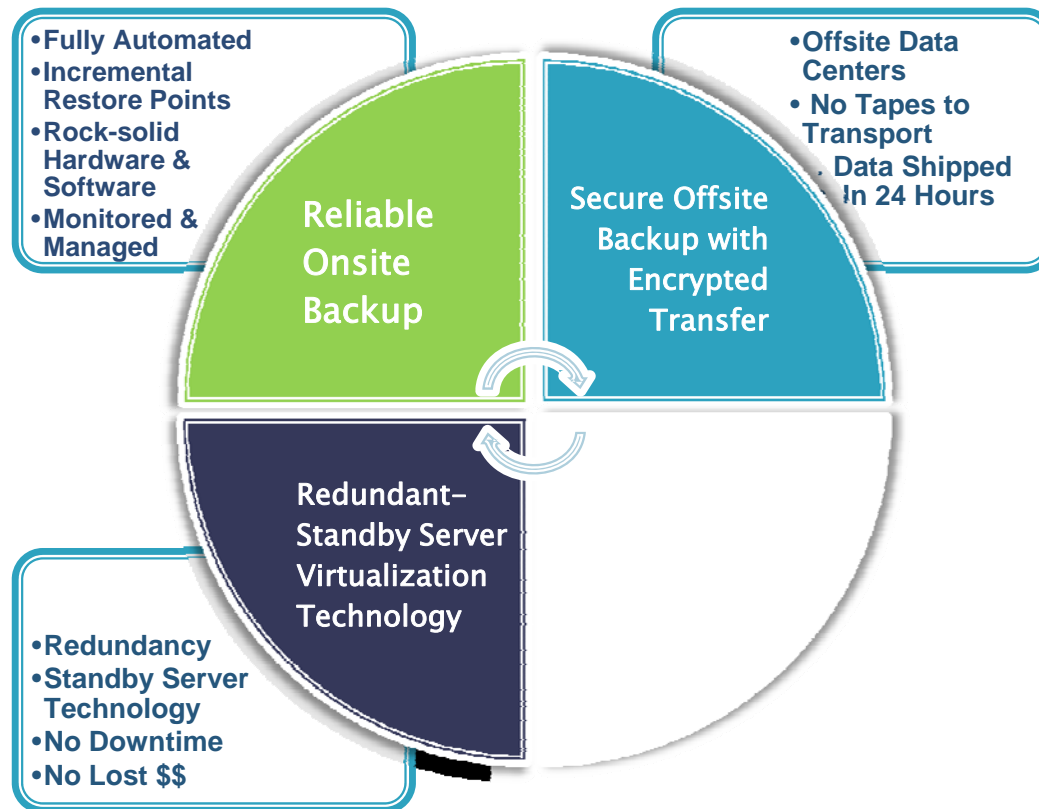 •Fully Automated
•Incremental
Restore Points
•Rock-solid
Hardware &
Software
•Monitored &
Managed
Reliable
Onsite
Backup
•Offsite Data
Centers
• No Tapes to
Transport
Data Shipped
In 24 Hours
Secure Offsite
Backup with
Encrypted
Transfer
Redundant–
Standby Server
Virtualization
Technology
•Redundancy
•Standby Server
Technology
•No Downtime
•No Lost $$